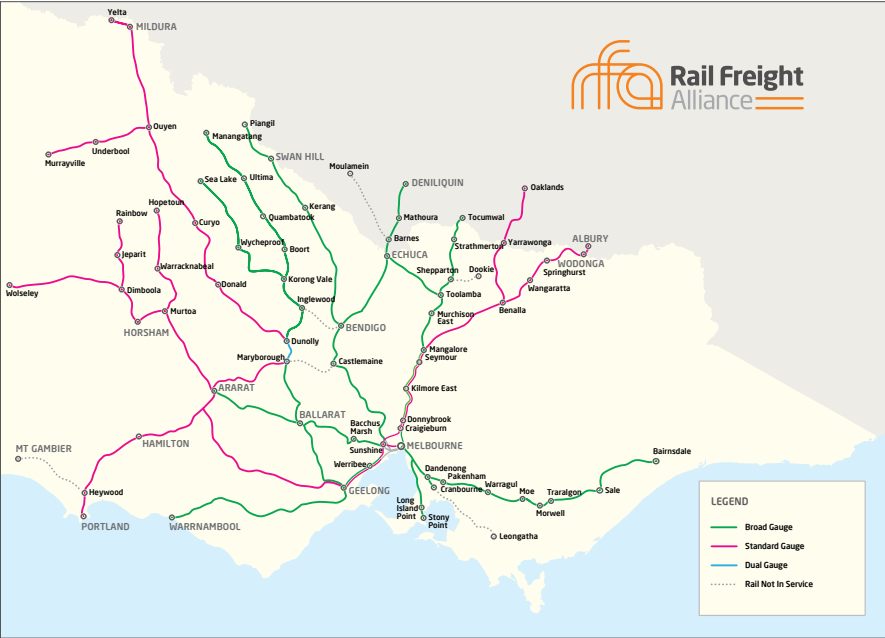 Yelta
MILDURA
Rail Freight
Alliance
Ouyen
Piangil
Manangatang
Underbool
Murrayville
SWAN HILL
Moulamein
Sea Lake
Ultima
DENILIQUIN
Oaklands
Hopetoun
Rainbow
Kerang
Quambatook
Curyo
Mathoura
Tocumwal
Barnes
Strathmerton
Yarrawonga
ALBURY
Wycheproof
Boort
Jeparit
ECHUCA
WODONGA
Warracknabeal
Shepparton
Dookie
Springhurst
Korong Vale
Donald
Wolseley
Dimboola
Wangaratta
Toolamba
Inglewood
Murtoa
Benalla
Murchison
East
HORSHAM
BENDIGO
Dunolly
Mangalore
Seymour
Maryborough
Castlemaine
ARARAT
Kilmore East
BALLARAT
Donnybrook
Craigieburn
Bacchus
Marsh
HAMILTON
Sunshine
MELBOURNE
MT GAMBIER
Bairnsdale
Werribee
Dandenong
Pakenham
Cranbourne
Warragul
Heywood
GEELONG
Moe
Traralgon
Sale
Morwell
Long
Island
Point
Stony
Point
PORTLAND
WARRNAMBOOL
Leongatha
LEGEND
Broad Gauge
Standard Gauge
Dual Gauge
Rail Not In Service